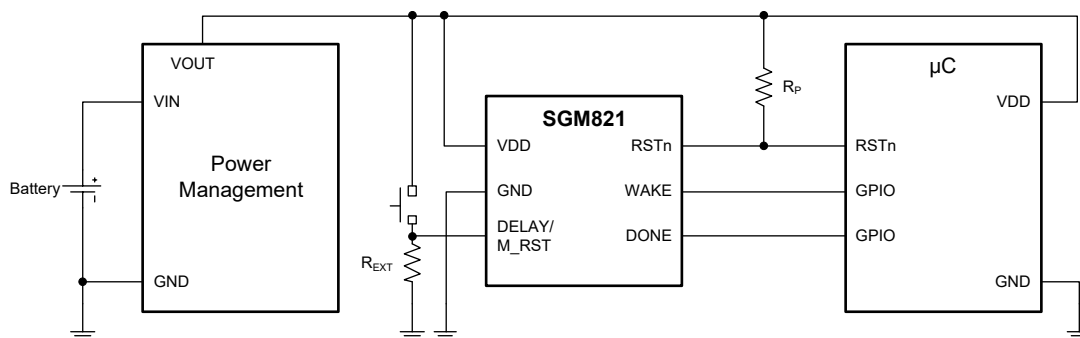 VOUT
VIN
Power
Management
Battery
+
GND
R_EXT
SGM821
VDD
GND
DELAY/
M_RST
RSTn
WAKE
DONE
R_P
µC
VDD
RSTn
GPIO
GPIO
GND